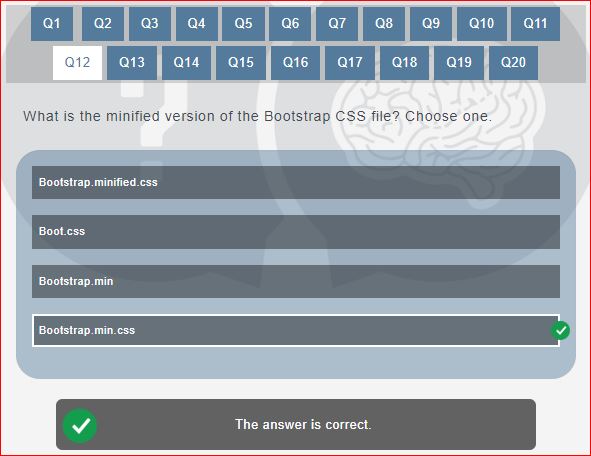 Q1 Q2 Q3 Q4 Q5 Q6 Q7 Q8 Q9 Q10 Q11
Q12 Q13 Q14 Q15 Q16 Q17 Q18 Q19 Q20
What is the minified version of the Bootstrap CSS file? Choose one.
Bootstrap.minified.css
Boot.css
Bootstrap.min
Bootstrap.min.css
The answer is correct.